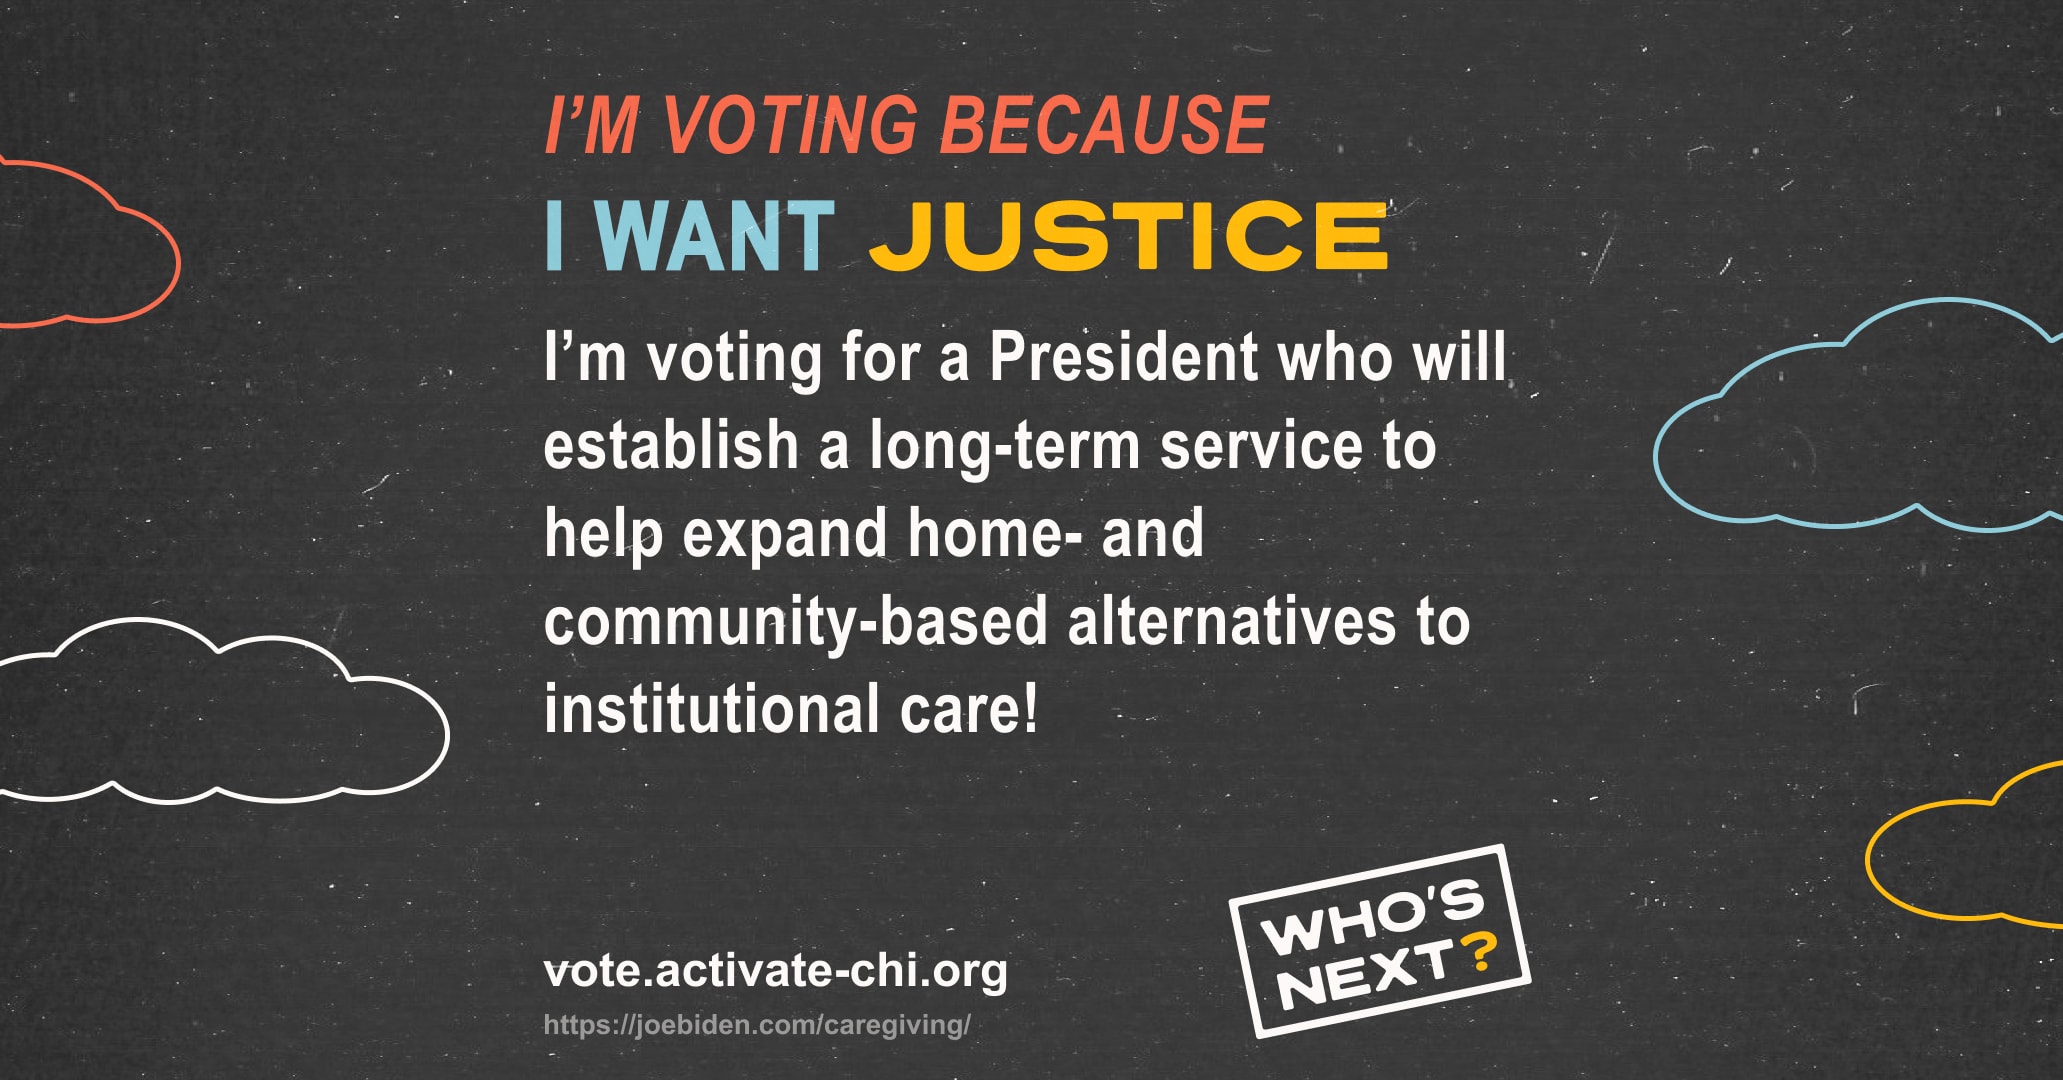 I’M VOTING BECAUSE
I WANT JUSTICE
I’m voting for a President who will
establish a long-term service to
help expand home- and
community-based alternatives to
institutional care!
WHO’S
NEXT?
vote.activate-chi.org
https://joebiden.com/caregiving/